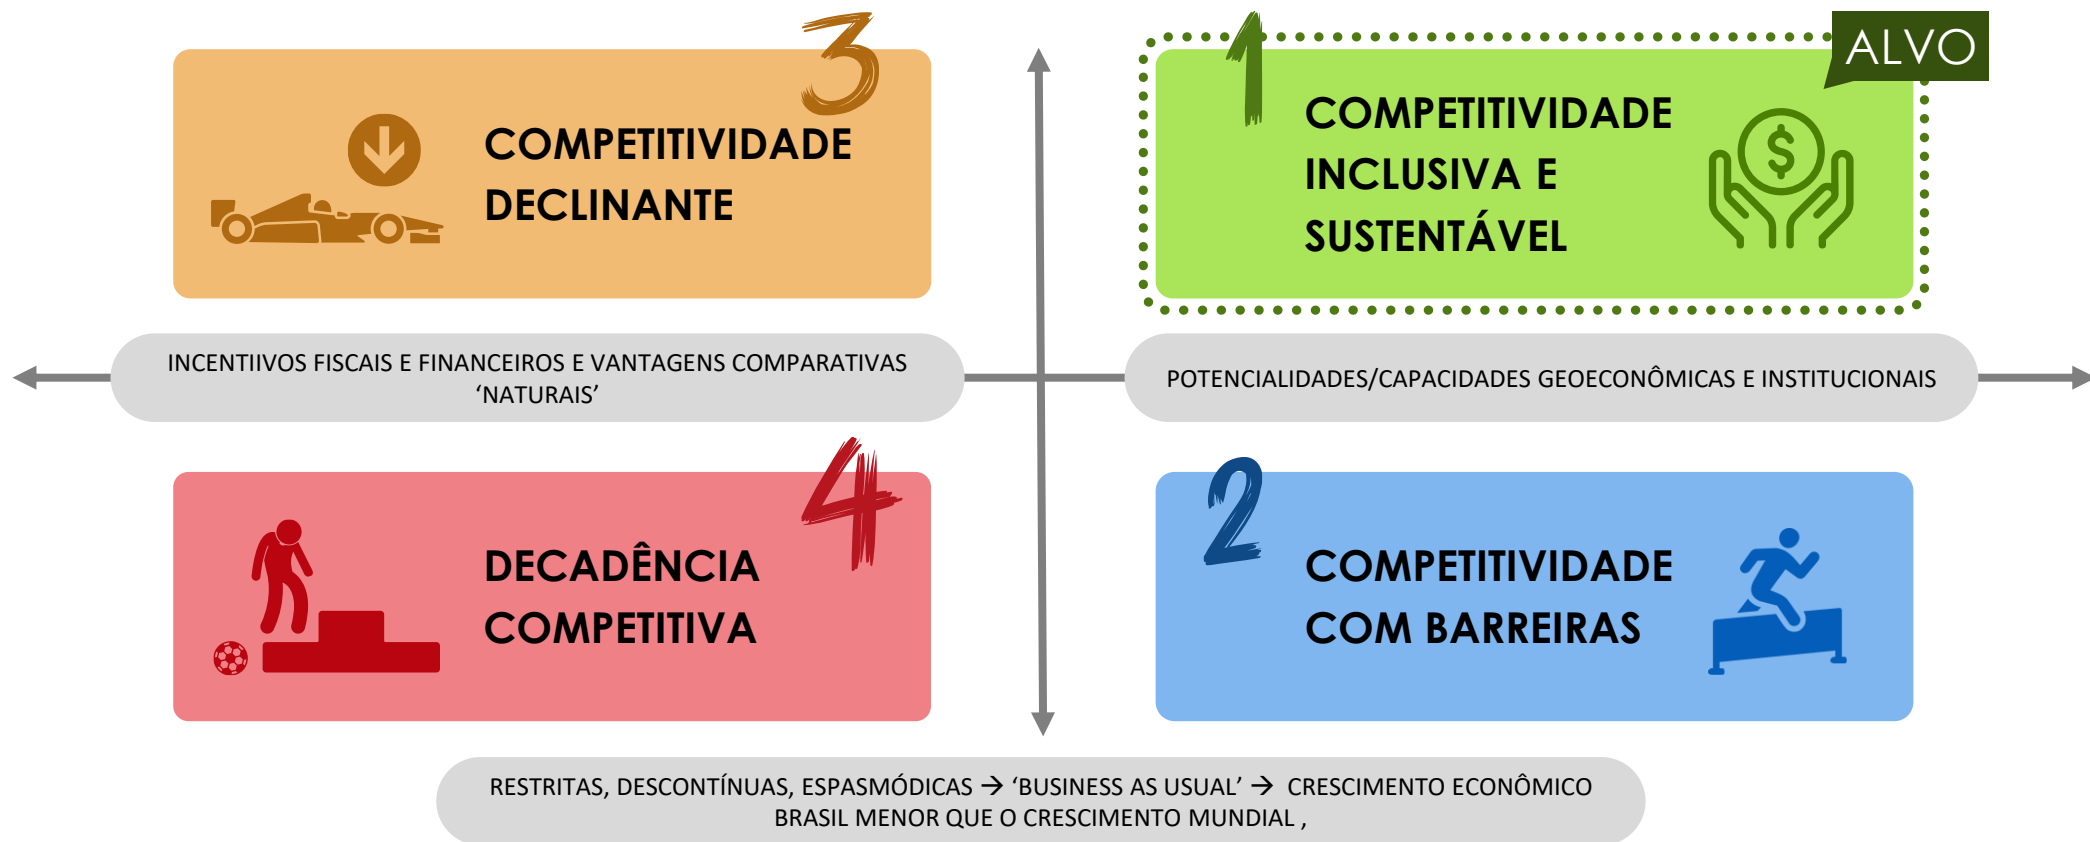 3
COMPETITIVIDADE
DECLINANTE
1
ALVO
COMPETITIVIDADE
INCLUSIVA E
SUSTENTÁVEL
$
INCENTIIVOS FISCAIS E FINANCEIROS E VANTAGENS COMPARATIVAS
‘NATURAIS’
POTENCIALIDADES/CAPACIDADES GEOECONÔMICAS E INSTITUCIONAIS
4
DECADÊNCIA
COMPETITIVA
2
COMPETITIVIDADE
COM BARREIRAS
RESTRITAS, DESCONTÍNUAS, ESPASMÓDICAS → ‘BUSINESS AS USUAL’ → CRESCIMENTO ECONÔMICO
BRASIL MENOR QUE O CRESCIMENTO MUNDIAL ,